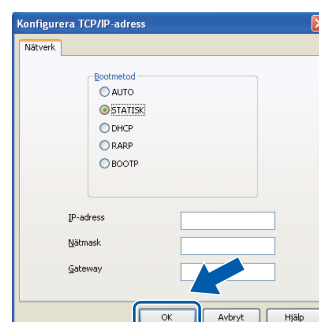 Konfigurera TCP/IP-adress
Nätverk
Bootmetod
AUTO
STATISK
DHCP
RARP
BOOTP
IP-adress
Nätmask
Gateway
OK Avbryt Hjälp